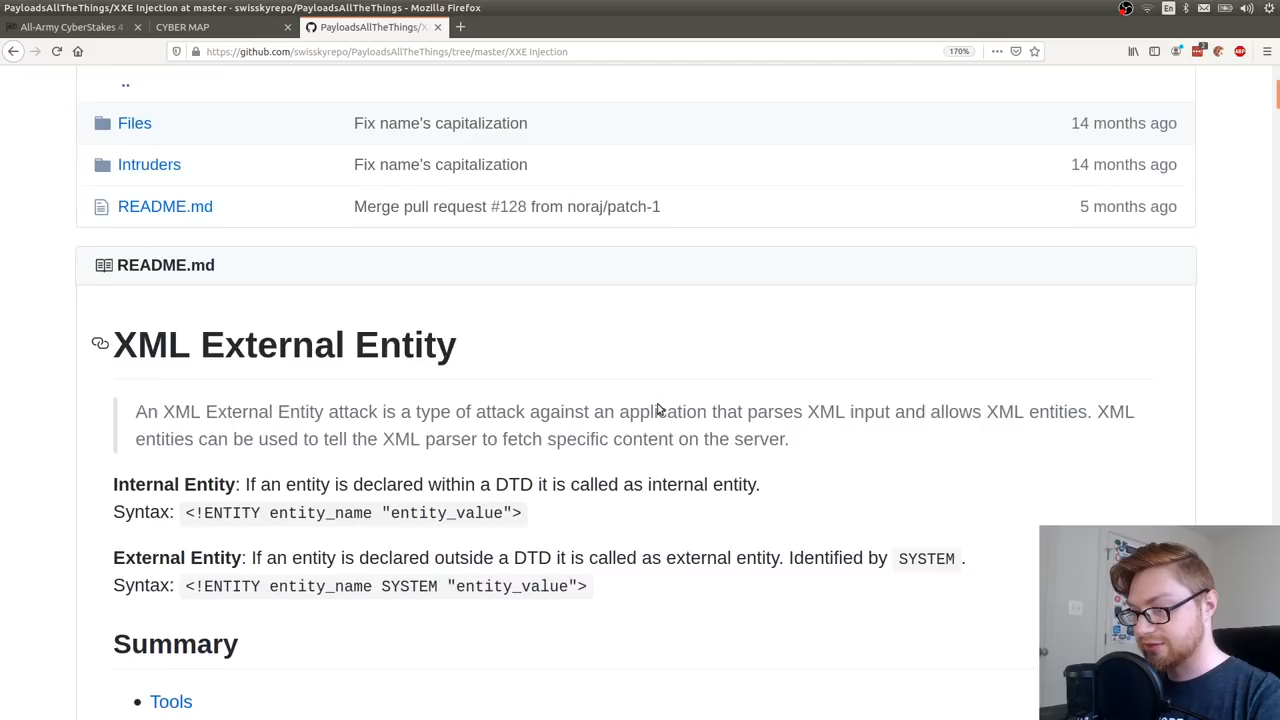 PayloadsAllTheThings/XXE Injection at master · swisskyrepo/PayloadsAllTheThings - Mozilla Firefox
En
All-Army CyberStakes 4
CYBER MAP
PayloadsAllTheThings/X
https://github.com/swisskyrepo/PayloadsAllTheThings/tree/master/XXE Injection
170%
..
Files Fix name's capitalization 14 months ago
Intruders Fix name's capitalization 14 months ago
README.md Merge pull request #128 from noraj/patch-1 5 months ago
README.md
XML External Entity
An XML External Entity attack is a type of attack against an application that parses XML input and allows XML entities. XML
entities can be used to tell the XML parser to fetch specific content on the server.
Internal Entity: If an entity is declared within a DTD it is called as internal entity.
Syntax: <!ENTITY entity_name "entity_value">
External Entity: If an entity is declared outside a DTD it is called as external entity. Identified by SYSTEM.
Syntax: <!ENTITY entity_name SYSTEM "entity_value">
Summary
• Tools